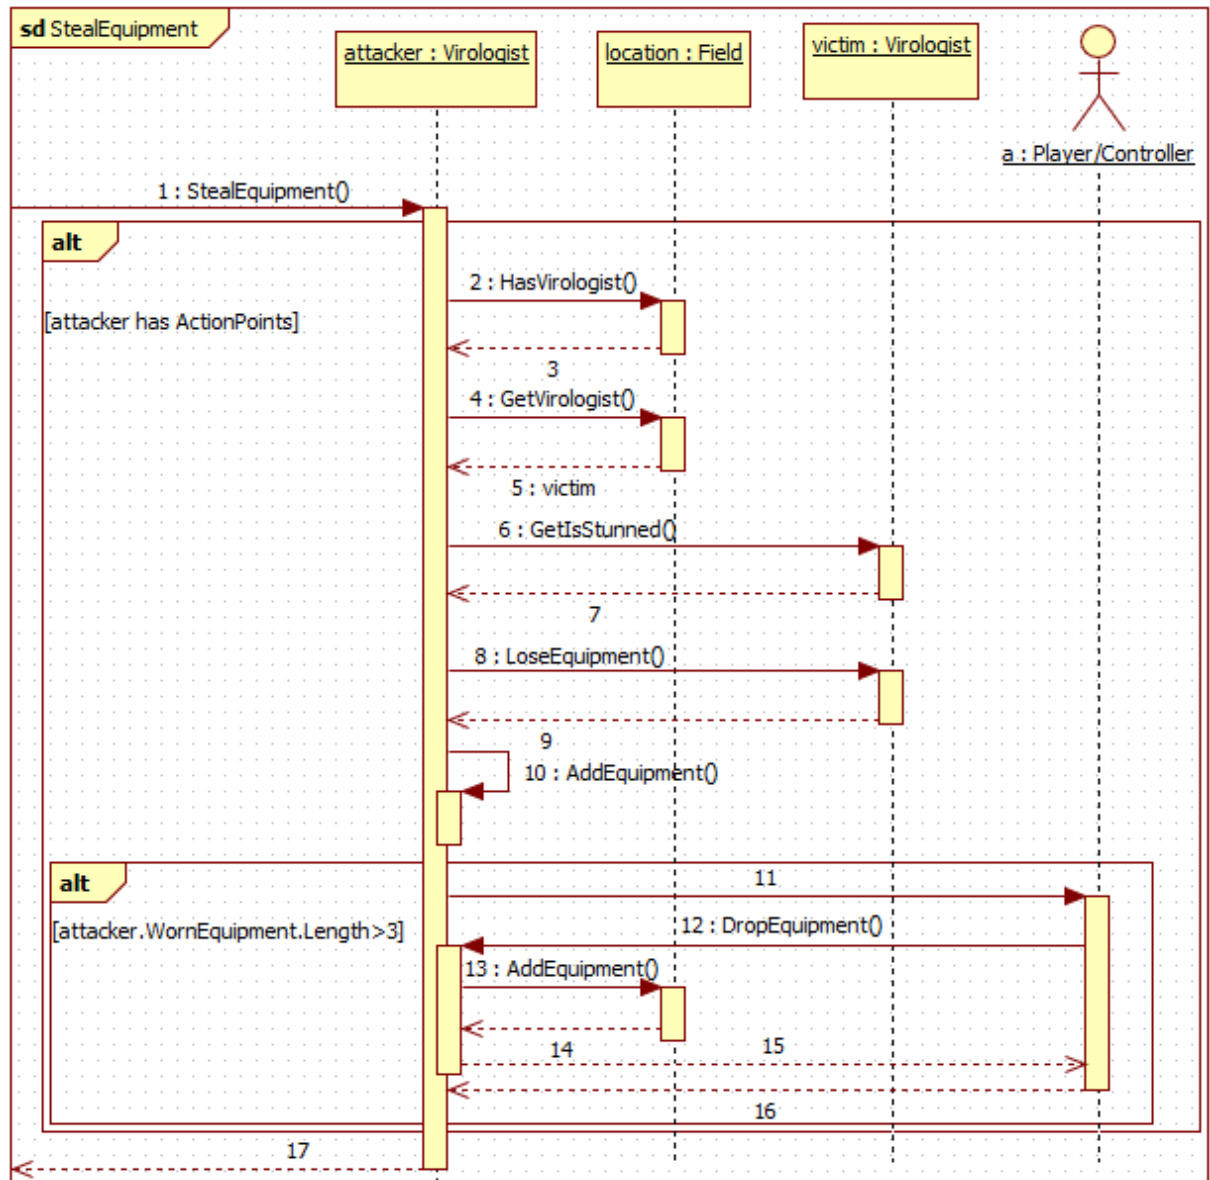 sd StealEquipment
attacker : Virologist
location : Field
victim : Virologist
a : Player/Controller
1 : StealEquipment()
alt
[attacker has ActionPoints]
2 : HasVirologist()
3
4 : GetVirologist()
5 : victim
6 : GetIsStunned()
7
8 : LoseEquipment()
9
10 : AddEquipment()
alt
[attacker.WornEquipment.Length>3]
11
12 : DropEquipment()
13 : AddEquipment()
14
15
16
17